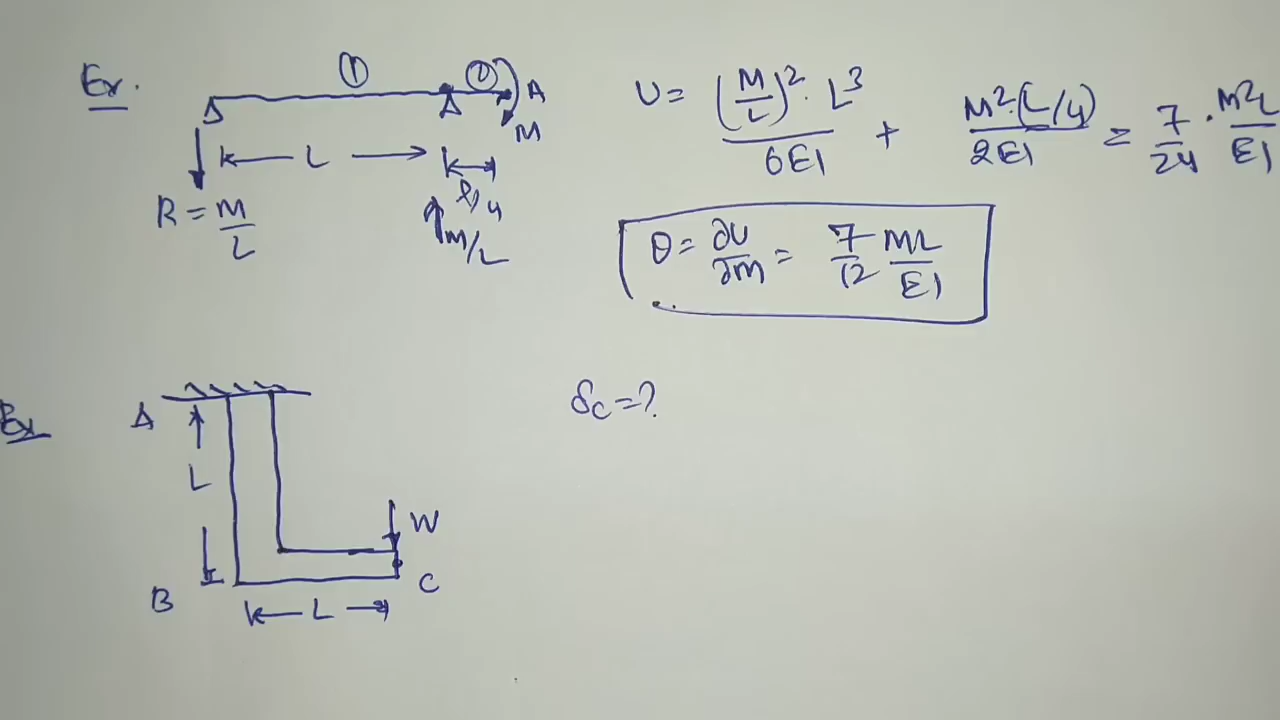 Ex.
① ② A
M
L
L/4
R = M/L
M/L
U = (M/L)² · L³ / 6EI + M² · (L/4) / 2EI = 7/24 · M²L/EI
θ = ∂U/∂M = 7/12 ML/EI
Ex
A
δc = ?
L
W
B
C
L